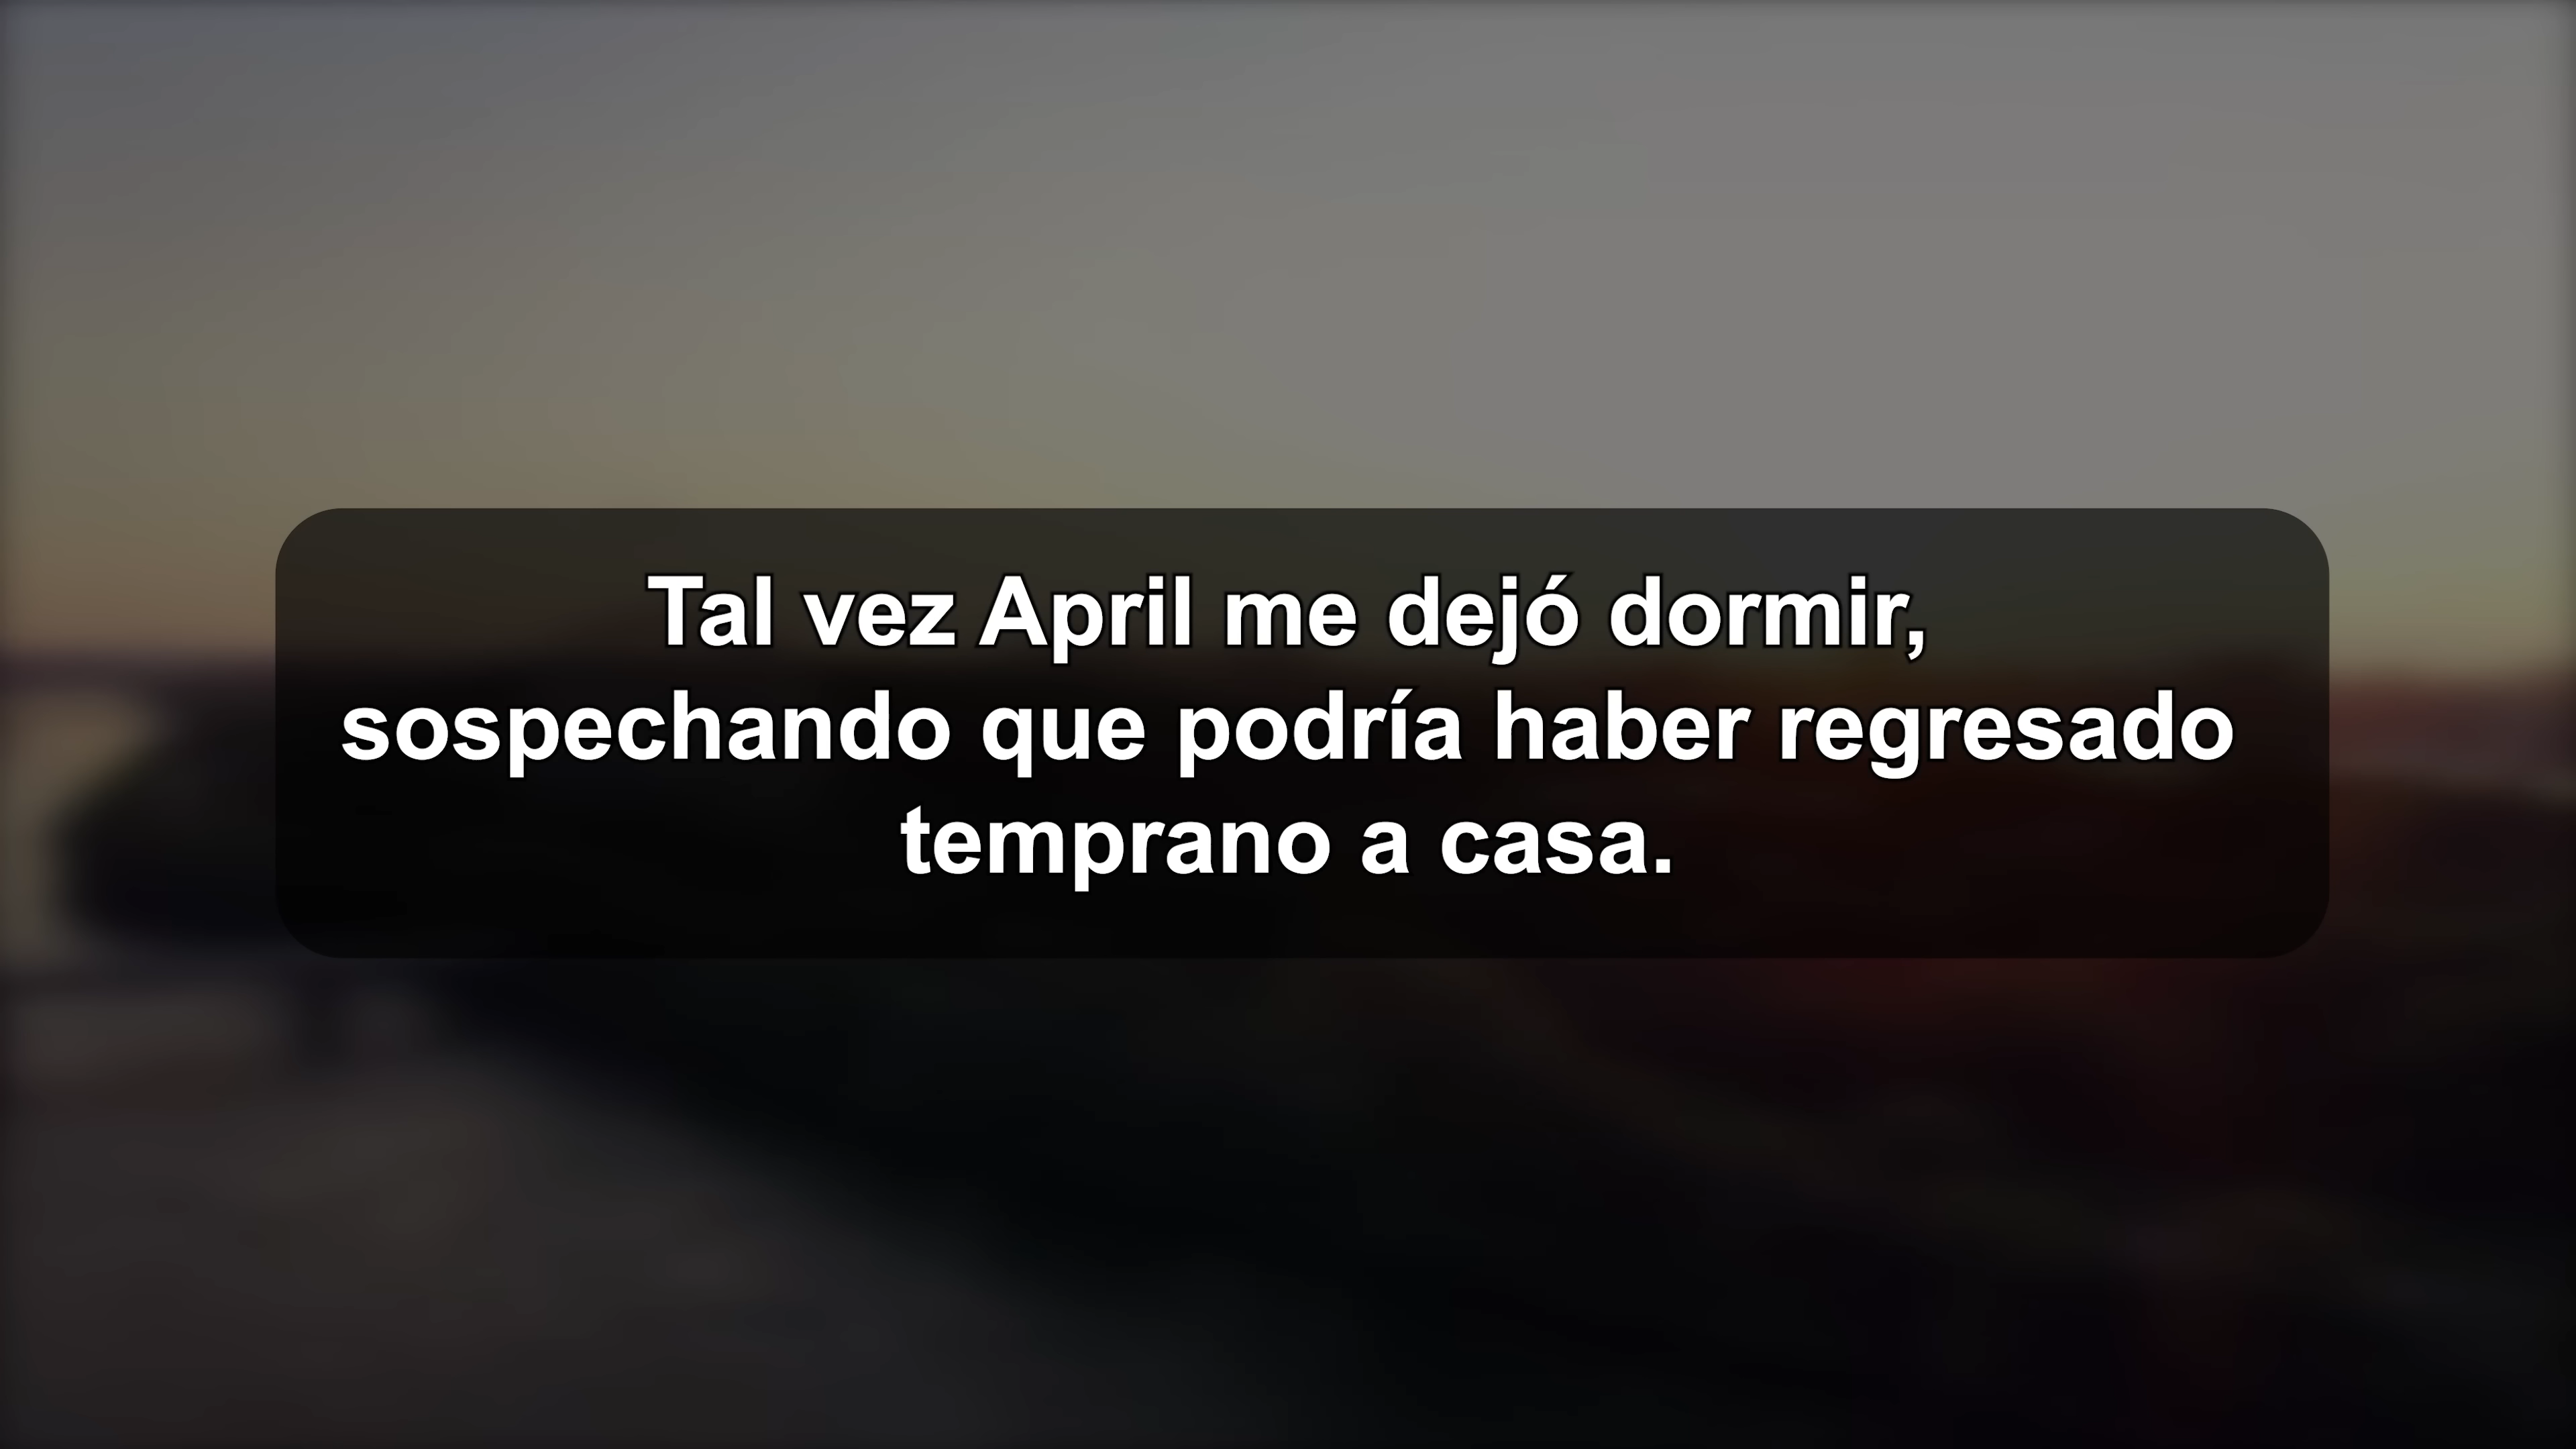 Tal vez April me dejó dormir,
sospechando que podría haber regresado
temprano a casa.